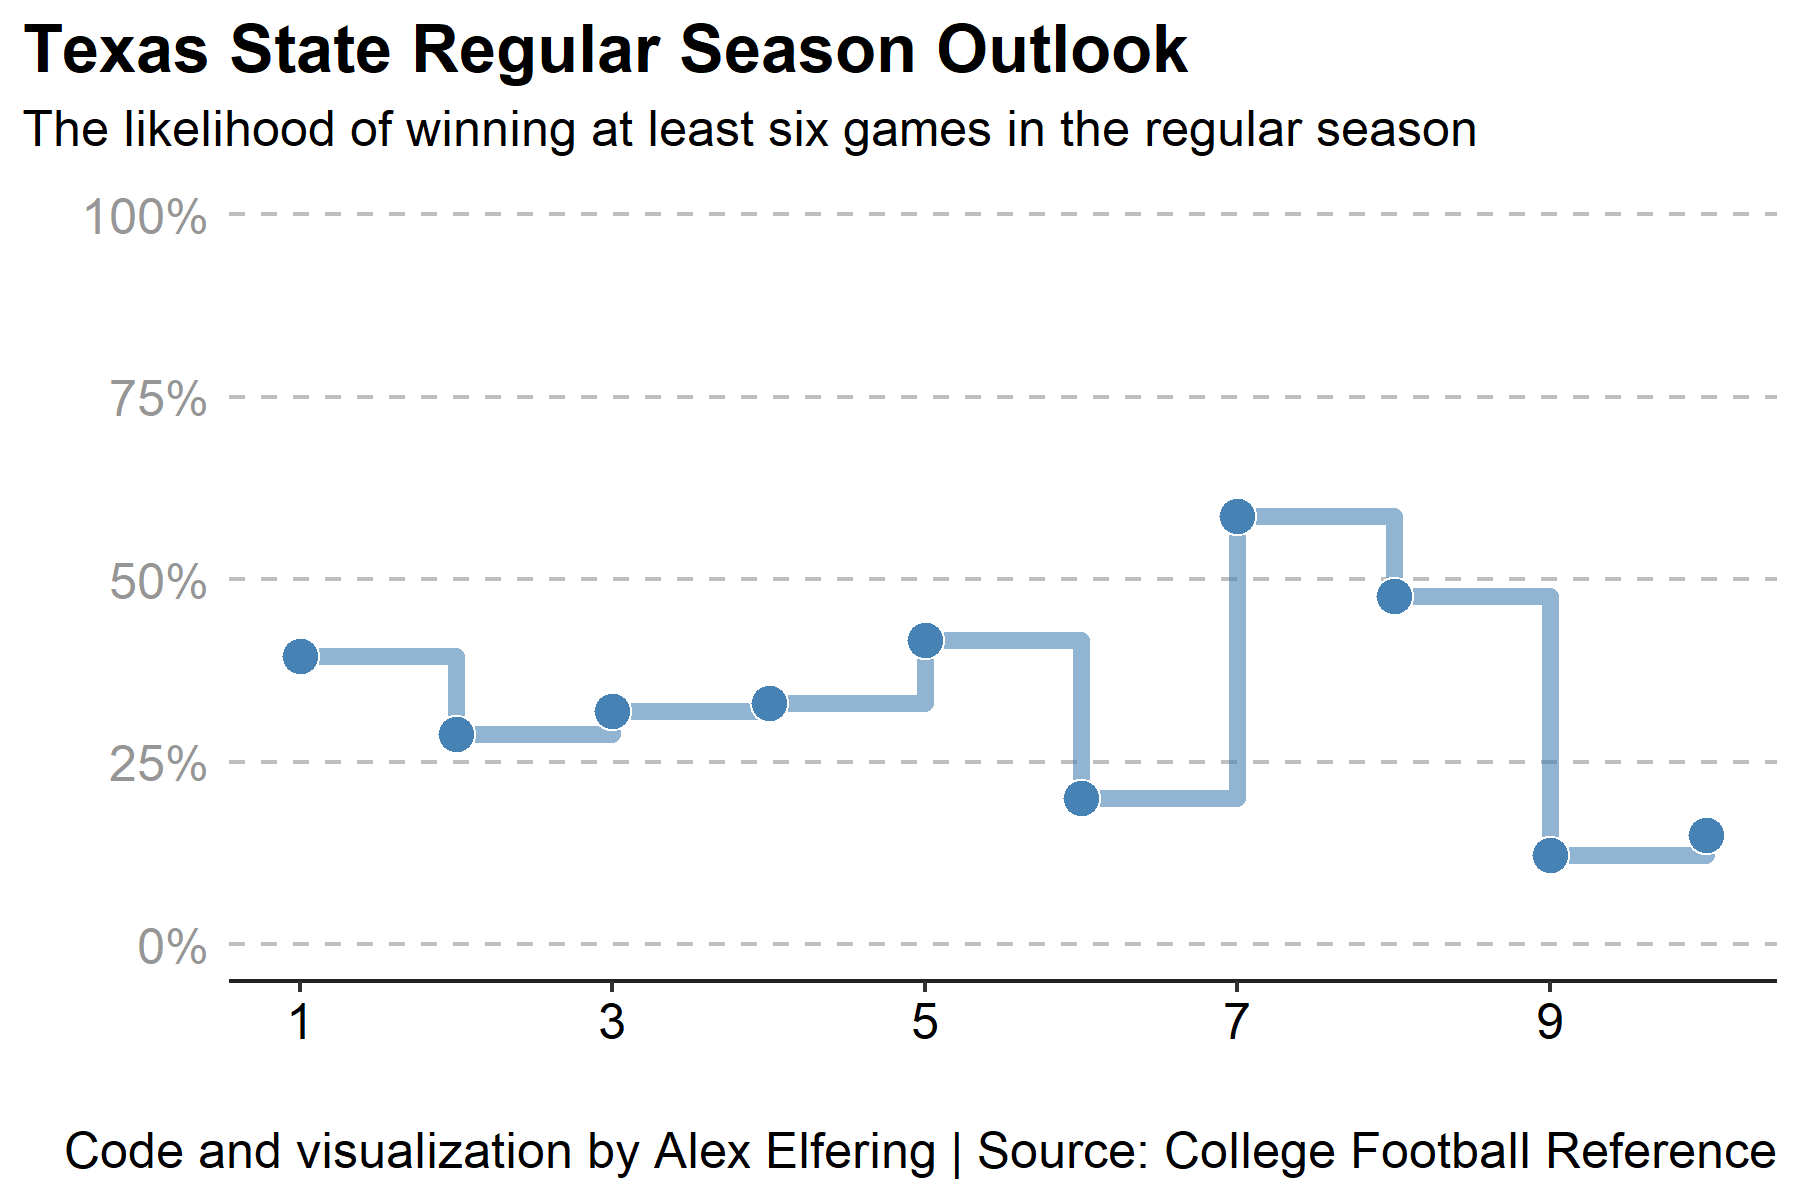 Texas State Regular Season Outlook
The likelihood of winning at least six games in the regular season
100%
75%
50%
25%
0%
1 3 5 7 9
Code and visualization by Alex Elfering | Source: College Football Reference